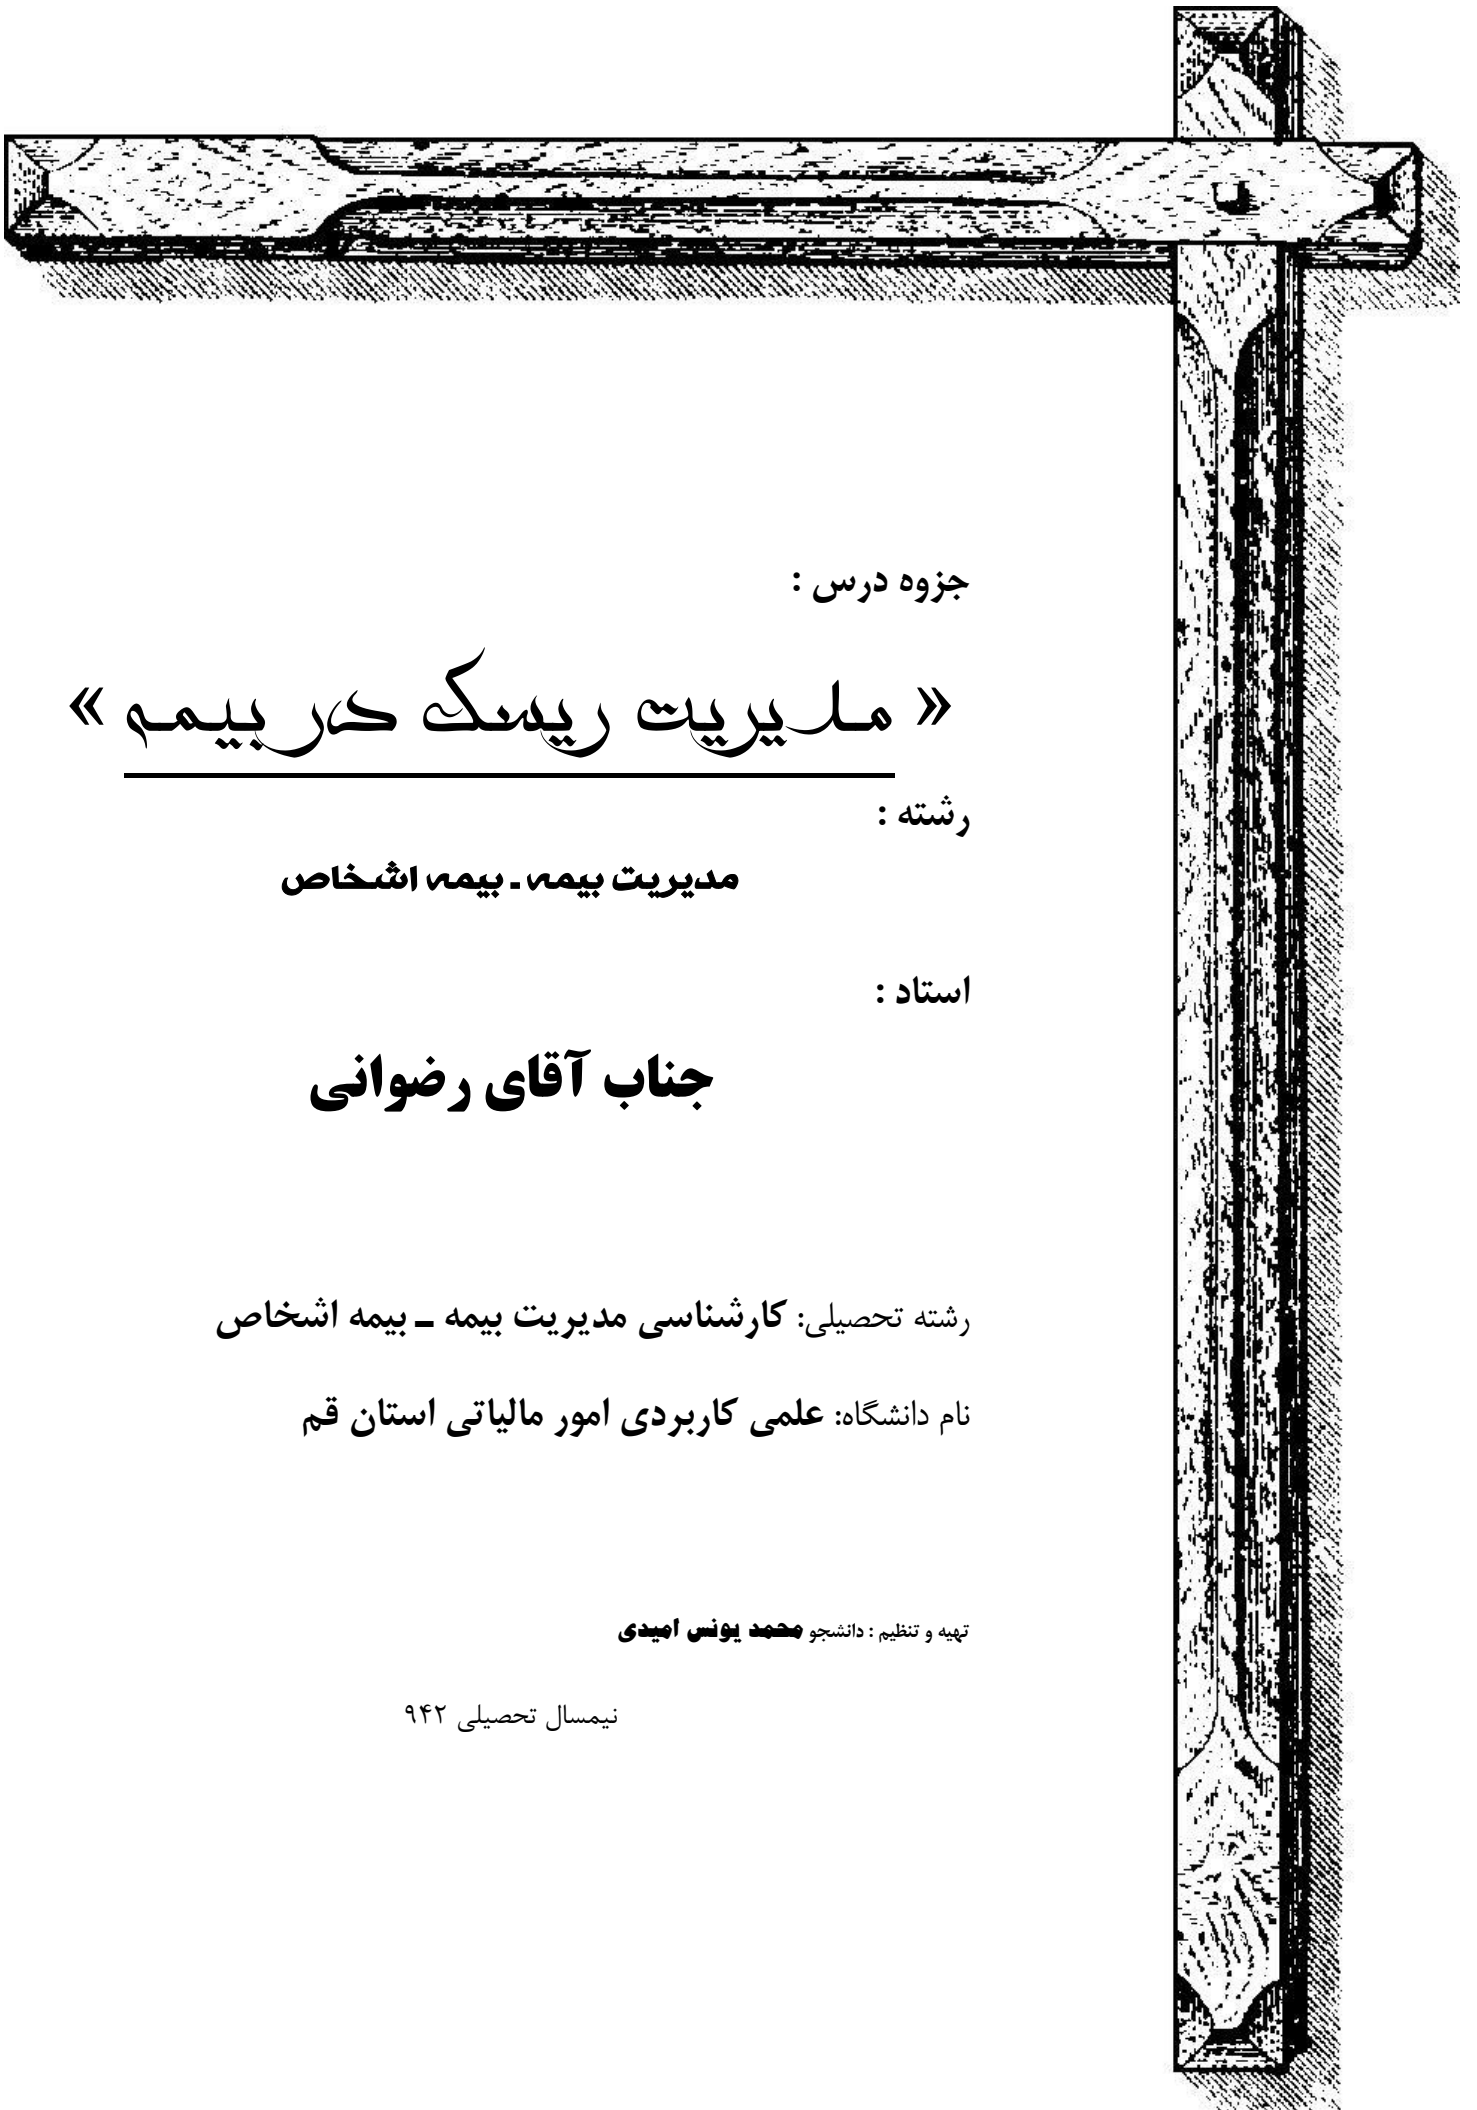 جزوه درس :
« مدیریت ریسک در بیمه »
رشته :
مدیریت بیمه ـ بیمه اشخاص
استاد :
جناب آقای رضوانی
رشته تحصیلی: کارشناسی مدیریت بیمه ـ بیمه اشخاص
نام دانشگاه: علمی کاربردی امور مالیاتی استان قم
تهیه و تنظیم : دانشجو محمد یونس امیدی
نیمسال تحصیلی ۹۴۲